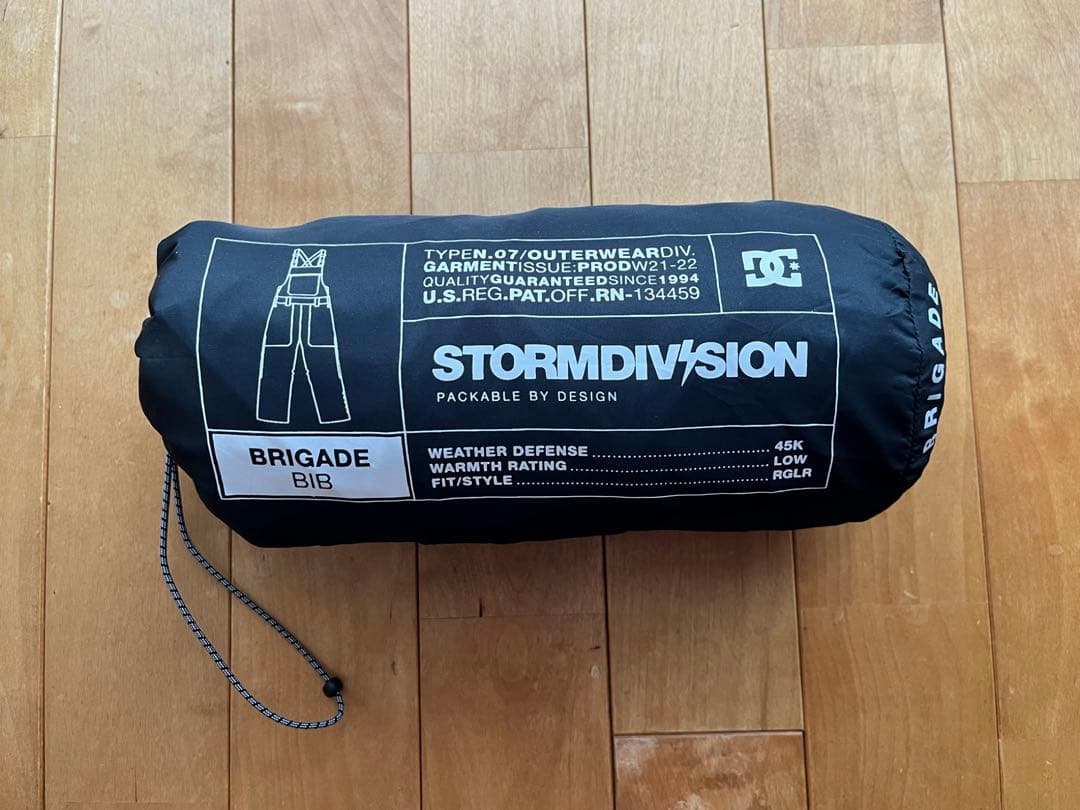 TYPEN.07/OUTERWEARDIV.
GARMENTISSUE:PRODW21-22
QUALITYGUARANTEEDSINCE1994
U.S.REG.PAT.OFF.RN-134459
DC
STORMDIVISION
PACKABLE BY DESIGN
BRIGADE
BIB
WEATHER DEFENSE ........................ 45K
WARMTH RATING ........................ LOW
FIT/STYLE ........................ RGLR
BRIGADE